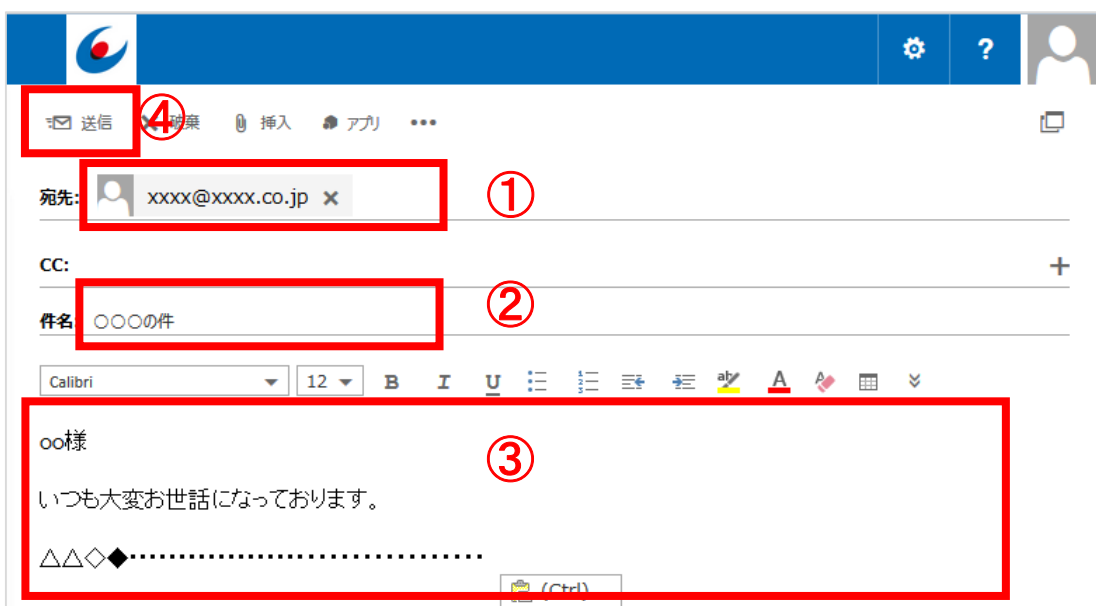 ?
送信 ④ 破棄 挿入 アプリ •••
宛先: xxxx@xxxx.co.jp × ①
CC: +
件名: ○○○の件 ②
Calibri 12 B I U A
oo様 ③
いつも大変お世話になっております。
△△◇◆・・・・・・・・・・・・・・・・・・・・・・・・・・・・・・・・・
(Ctrl)